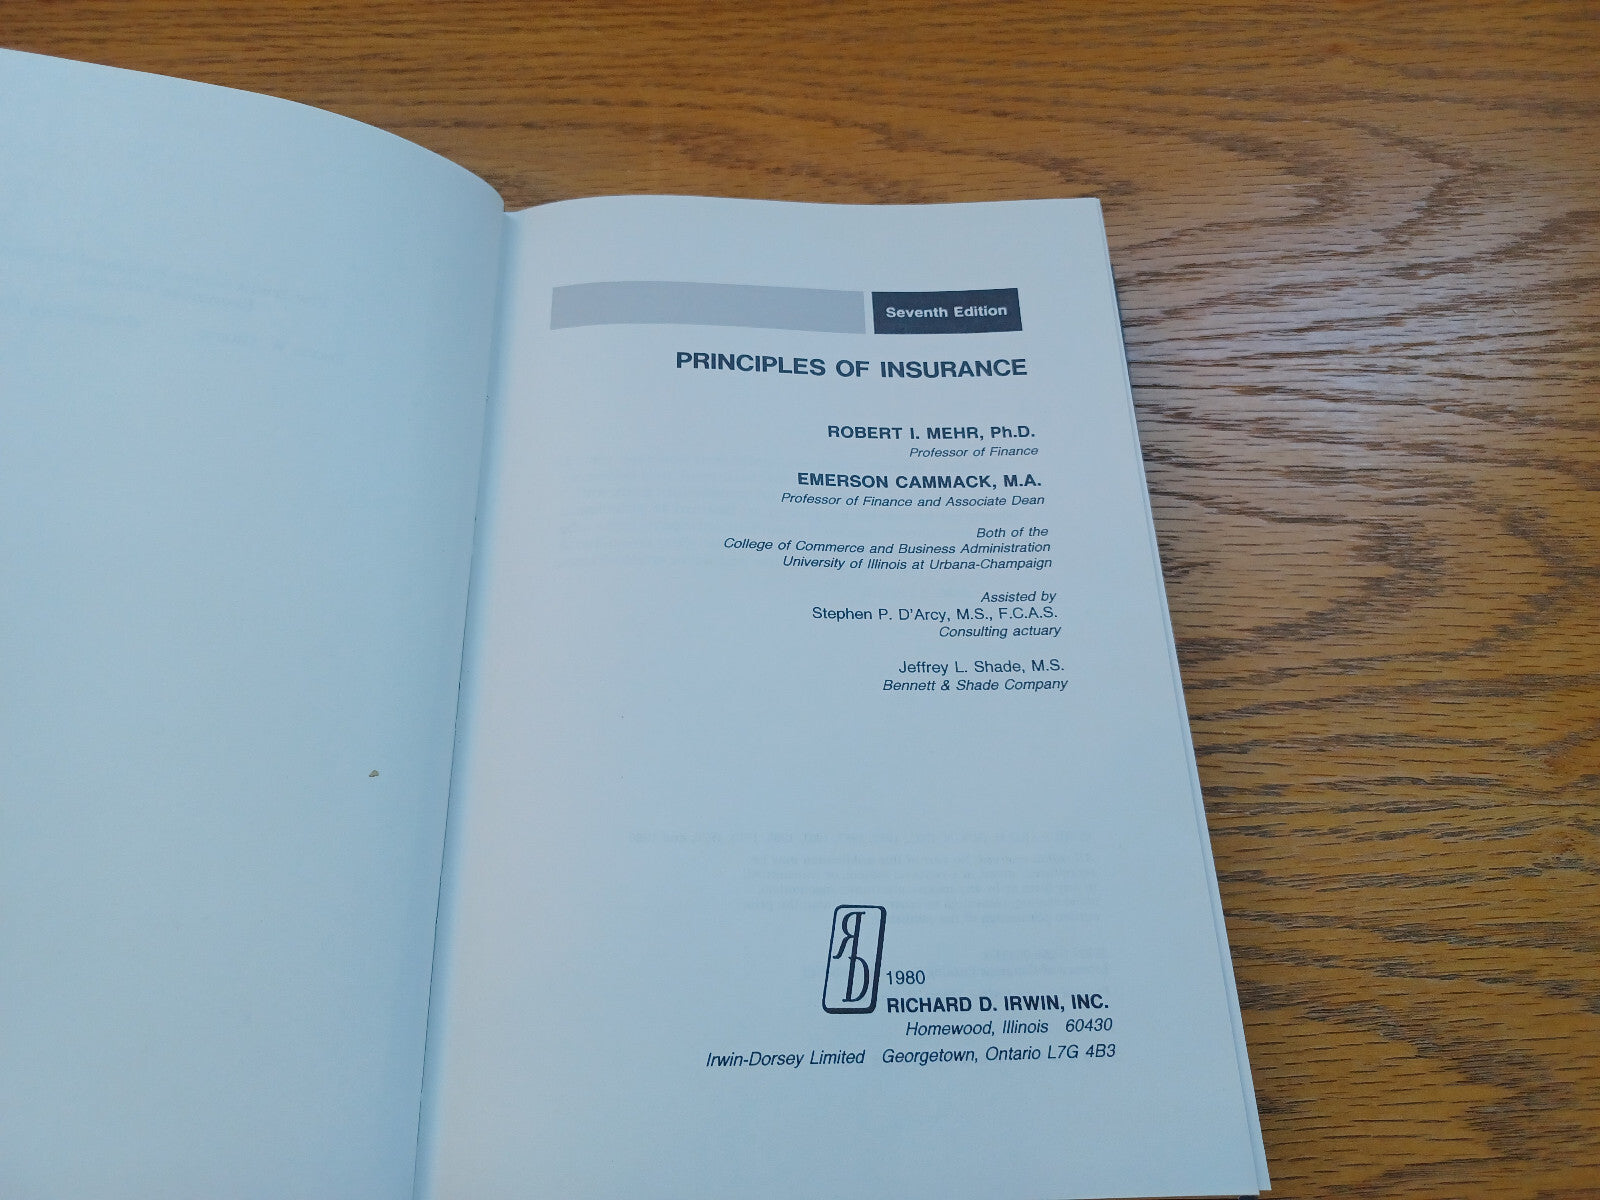 Seventh Edition
PRINCIPLES OF INSURANCE
ROBERT I. MEHR, Ph.D.
Professor of Finance
EMERSON CAMMACK, M.A.
Professor of Finance and Associate Dean
Both of the
College of Commerce and Business Administration
University of Illinois at Urbana-Champaign
Assisted by
Stephen P. D'Arcy, M.S., F.C.A.S.
Consulting actuary
Jeffrey L. Shade, M.S.
Bennett & Shade Company
1980
RICHARD D. IRWIN, INC.
Homewood, Illinois 60430
Irwin-Dorsey Limited Georgetown, Ontario L7G 4B3